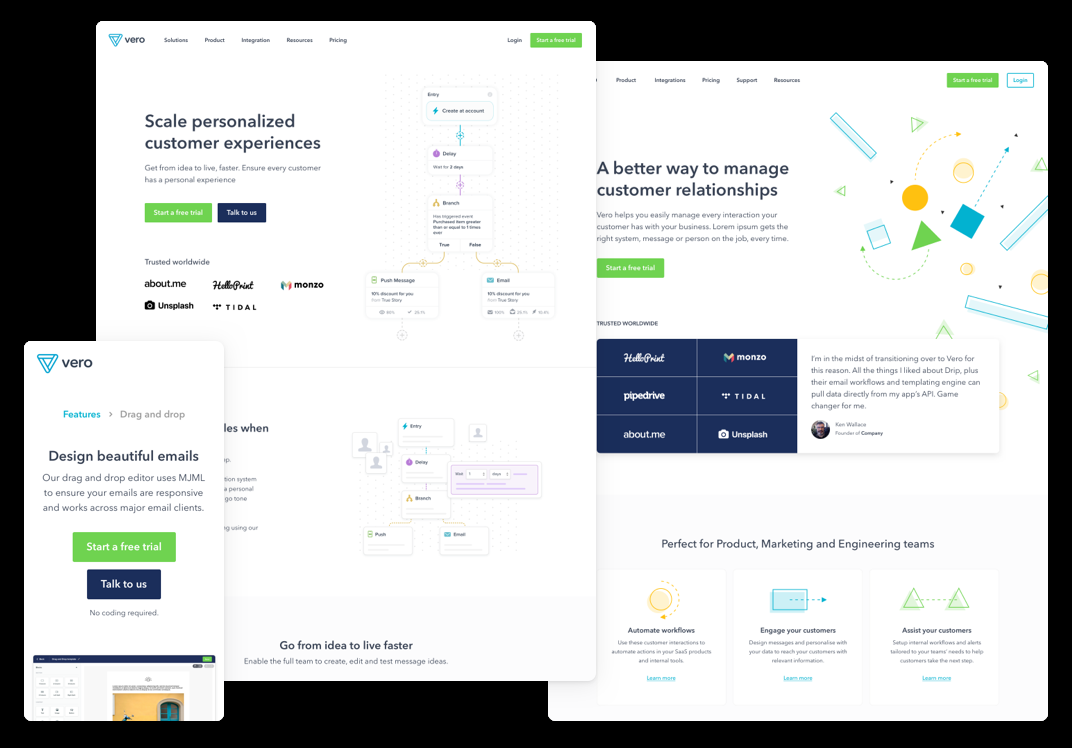 vero
Solutions Product Integration Resources Pricing
Login Start a free trial
Scale personalized
customer experiences
Get from idea to live, faster. Ensure every customer
has a personal experience
Start a free trial Talk to us
Trusted worldwide
about.me HelloPrint monzo
Unsplash TIDAL
Entry
Create at account
Delay
Wait for 2 days
Branch
Has triggered event
Purchased item greater
than or equal to 1 times
ever
True False
Push Message
10% discount for you
True Story
Email
10% discount for you
True Story
les when
p.
tion system
a personal
go tone
ng using our
Entry
Delay
Wait 1 days
Branch
Push Email
Go from idea to live faster
Enable the full team to create, edit and test message ideas.
Product Integrations Pricing Support Resources
Start a free trial Login
A better way to manage
customer relationships
Vero helps you easily manage every interaction your
customer has with your business. Lorem ipsum gets the
right system, message or person on the job, every time.
Start a free trial
TRUSTED WORLDWIDE
HelloPrint monzo
pipedrive TIDAL
about.me Unsplash
I'm in the midst of transitioning over to Vero for
this reason. All the things I liked about Drip, plus
their email workflows and templating engine can
pull data directly from my app's API. Game
changer for me.
Ken Wallace
Founder of Company
Perfect for Product, Marketing and Engineering teams
Automate workflows
Use these customer interactions to
automate actions in your SaaS products
and internal tools.
Learn more
Engage your customers
Design messages and personalise with
your data to reach your customers with
relevant information.
Learn more
Assist your customers
Setup internal workflows and alerts
tailored to your teams' needs to help
customers take the next step.
Learn more
vero
Features > Drag and drop
Design beautiful emails
Our drag and drop editor uses MJML
to ensure your emails are responsive
and works across major email clients.
Start a free trial
Talk to us
No coding required.